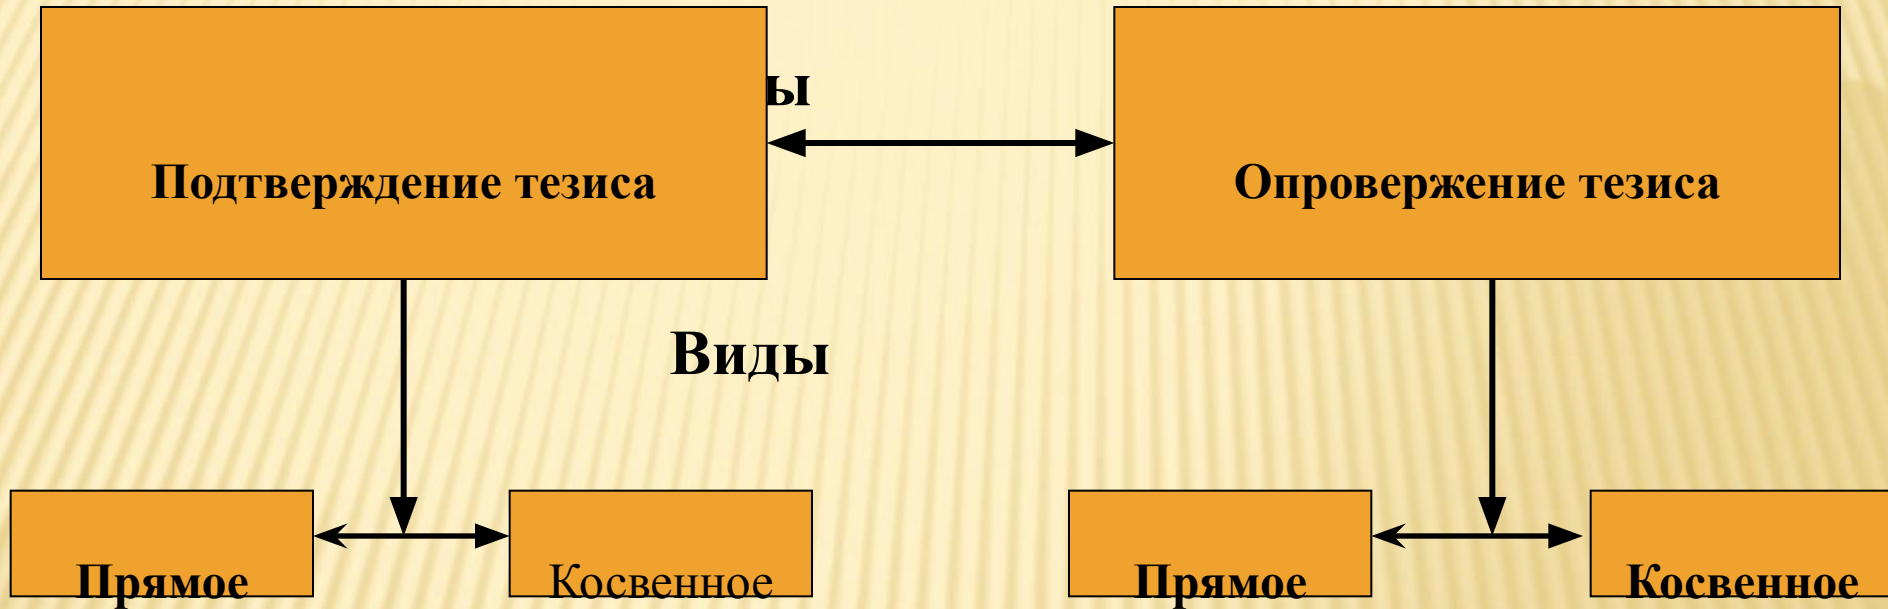 ы
Подтверждение тезиса
Опровержение тезиса
Виды
Прямое
Косвенное
Прямое
Косвенное